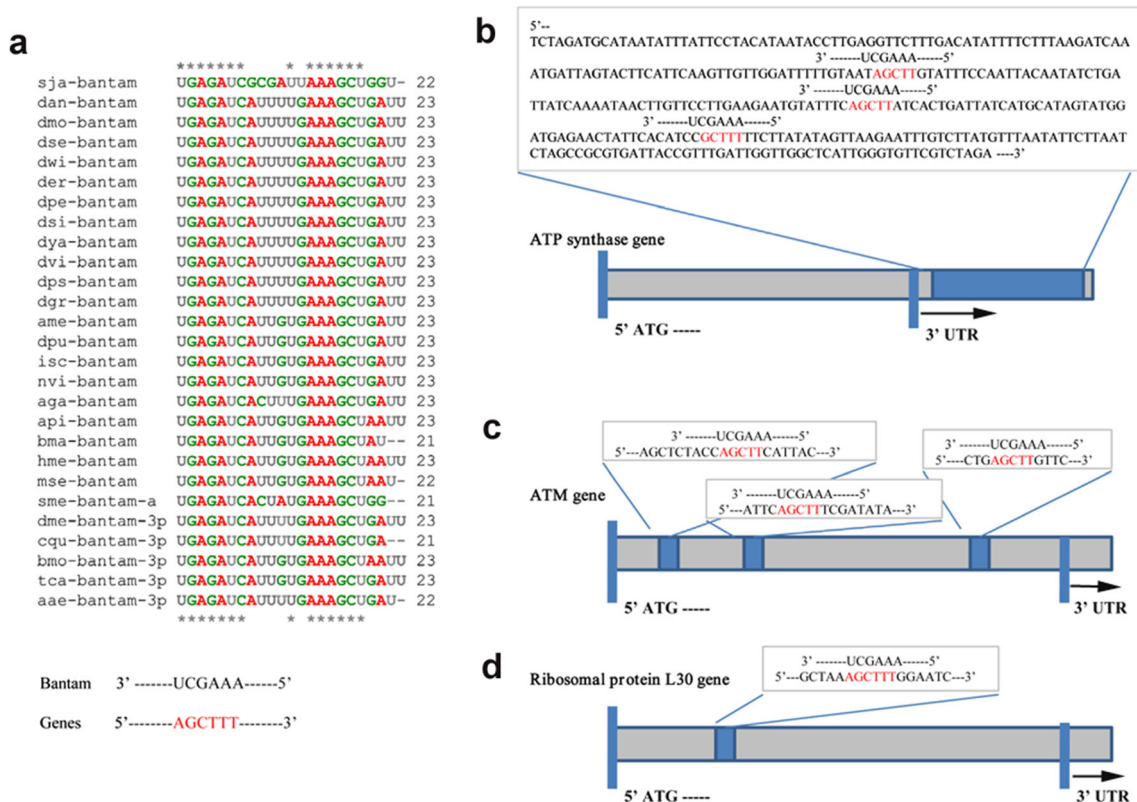 a
******* * ******
sja-bantam UGAGAUCGCGAUUAAAGCUGGU- 22
dan-bantam UGAGAUCAUUUUGAAAGCUGAUU 23
dmo-bantam UGAGAUCAUUUUGAAAGCUGAUU 23
dse-bantam UGAGAUCAUUUUGAAAGCUGAUU 23
dwi-bantam UGAGAUCAUUUUGAAAGCUGAUU 23
der-bantam UGAGAUCAUUUUGAAAGCUGAUU 23
dpe-bantam UGAGAUCAUUUUGAAAGCUGAUU 23
dsi-bantam UGAGAUCAUUUUGAAAGCUGAUU 23
dya-bantam UGAGAUCAUUUUGAAAGCUGAUU 23
dvi-bantam UGAGAUCAUUUUGAAAGCUGAUU 23
dps-bantam UGAGAUCAUUUUGAAAGCUGAUU 23
dgr-bantam UGAGAUCAUUUUGAAAGCUGAUU 23
ame-bantam UGAGAUCAUUGUGAAAGCUGAUU 23
dpu-bantam UGAGAUCAUUGUGAAAGCUGAUU 23
isc-bantam UGAGAUCAUUGUGAAAGCUGAUU 23
nvi-bantam UGAGAUCAUUGUGAAAGCUGAUU 23
aga-bantam UGAGAUCACUUUGAAAGCUGAUU 23
api-bantam UGAGAUCAUUGUGAAAGCUAAUU 23
bma-bantam UGAGAUCAUUGUGAAAGCUAU-- 21
hme-bantam UGAGAUCAUUGUGAAAGCUAAUU 23
mse-bantam UGAGAUCAUUGUGAAAGCUAAU- 22
sme-bantam-a UGAGAUCACUAUGAAAGCUGG-- 21
dme-bantam-3p UGAGAUCAUUUUGAAAGCUGAUU 23
cqu-bantam-3p UGAGAUCAUUUUGAAAGCUGA-- 21
bmo-bantam-3p UGAGAUCAUUGUGAAAGCUAAUU 23
tca-bantam-3p UGAGAUCAUUGUGAAAGCUGAUU 23
aae-bantam-3p UGAGAUCAUUUUGAAAGCUGAU- 22
******* * ******
Bantam 3’ -------UCGAAA------5’
Genes 5’--------AGCTTT--------3’
b
5’--
TCTAGATGCATAATATTTATTCCTACATAATACCTTGAGGTTCTTTGACATATTTTCTTTAAGATCAA
3’ -------UCGAAA------5’
ATGATTAGTACTTCATTCAAGTTGTTGGATTTTTGTAATAGCTTGTATTTCCAATTACAATATCTGA
3’ -------UCGAAA------5’
TTATCAAAATAACTTGTTCCTTGAAGAATGTATTTCAGCTTATCACTGATTATCATGCATAGTATGG
3’ -------UCGAAA------5’
ATGAGAACTATTCACATCCGCTTTTTCTTATATAGTTAAGAATTTGTCTTATGTTTAATATTCTTAAT
CTAGCCGCGTGATTACCGTTTGATTGGTTGGCTCATTGGGTGTTCGTCTAGA ----3’
ATP synthase gene
5’ ATG -----
3’ UTR
c
3’ -------UCGAAA------5’
5’---AGCTCTACCAGCTTCATTAC---3’
3’ -------UCGAAA------5’
5’----CTGAGCTTGTTC---3’
ATM gene
3’ -------UCGAAA------5’
5’---ATTCAGCTTTCGATATA---3’
5’ ATG -----
3’ UTR
d
Ribosomal protein L30 gene
3’ -------UCGAAA------5’
5’---GCTAAAGCTTTGGAATC---3’
5’ ATG -----
3’ UTR